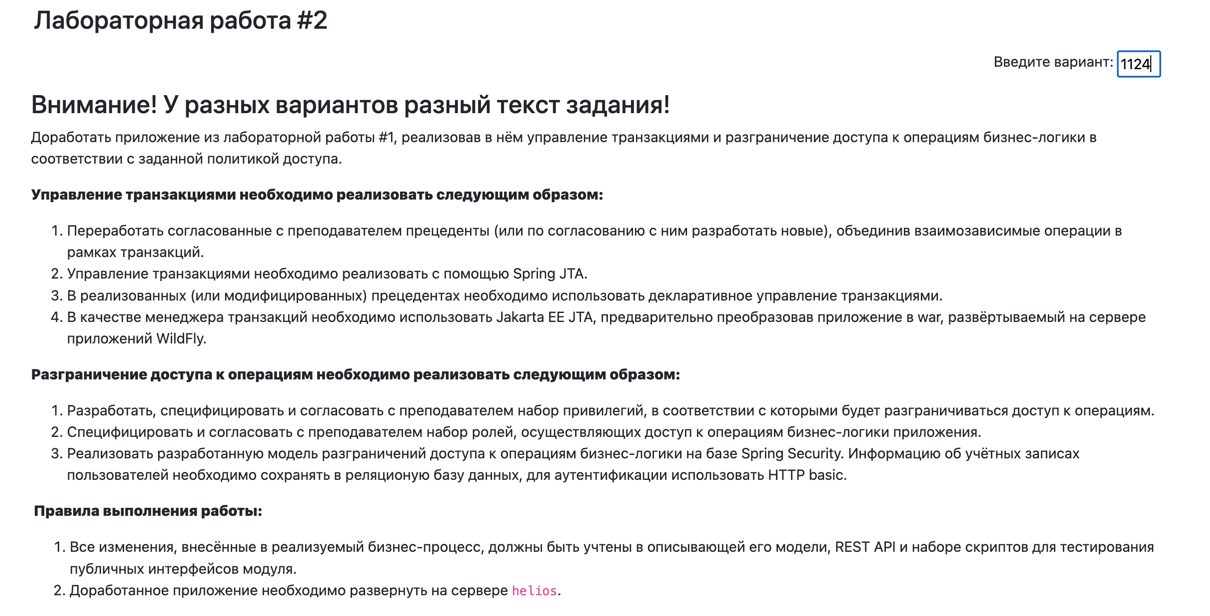 Лабораторная работа #2
Введите вариант: 1124
Внимание! У разных вариантов разный текст задания!
Доработать приложение из лабораторной работы #1, реализовав в нём управление транзакциями и разграничение доступа к операциям бизнес-логики в
соответствии с заданной политикой доступа.
Управление транзакциями необходимо реализовать следующим образом:
1. Переработать согласованные с преподавателем прецеденты (или по согласованию с ним разработать новые), объединив взаимозависимые операции в
рамках транзакций.
2. Управление транзакциями необходимо реализовать с помощью Spring JTA.
3. В реализованных (или модифицированных) прецедентах необходимо использовать декларативное управление транзакциями.
4. В качестве менеджера транзакций необходимо использовать Jakarta EE JTA, предварительно преобразовав приложение в war, развёртываемый на сервере
приложений WildFly.
Разграничение доступа к операциям необходимо реализовать следующим образом:
1. Разработать, специфицировать и согласовать с преподавателем набор привилегий, в соответствии с которыми будет разграничиваться доступ к операциям.
2. Специфицировать и согласовать с преподавателем набор ролей, осуществляющих доступ к операциям бизнес-логики приложения.
3. Реализовать разработанную модель разграничений доступа к операциям бизнес-логики на базе Spring Security. Информацию об учётных записах
пользователей необходимо сохранять в реляционую базу данных, для аутентификации использовать HTTP basic.
Правила выполнения работы:
1. Все изменения, внесённые в реализуемый бизнес-процесс, должны быть учтены в описывающей его модели, REST API и наборе скриптов для тестирования
публичных интерфейсов модуля.
2. Доработанное приложение необходимо развернуть на сервере helios.